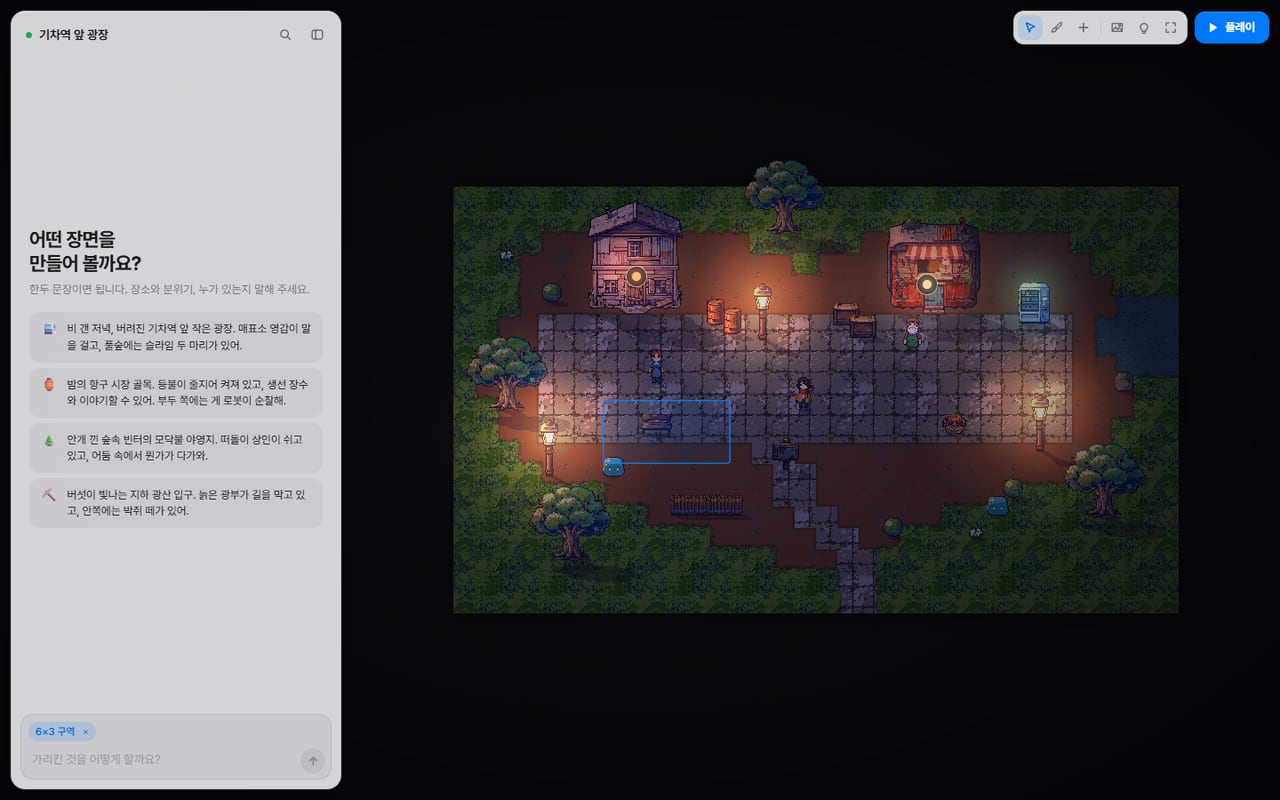 기차역 앞 광장
플레이
어떤 장면을
만들어 볼까요?
한두 문장이면 됩니다. 장소와 분위기, 누가 있는지 말해 주세요.
비 갠 저녁, 버려진 기차역 앞 작은 광장. 매표소 영감이 말
을 걸고, 풀숲에는 슬라임 두 마리가 있어.
밤의 항구 시장 골목. 등불이 줄지어 켜져 있고, 생선 장수
와 이야기할 수 있어. 부두 쪽에는 게 로봇이 순찰해.
안개 낀 숲속 빈터의 모닥불 야영지. 떠돌이 상인이 쉬고
있고, 어둠 속에서 뭔가가 다가와.
버섯이 빛나는 지하 광산 입구. 늙은 광부가 길을 막고 있
고, 안쪽에는 박쥐 떼가 있어.
6×3 구역 ×
가리킨 것을 어떻게 할까요?